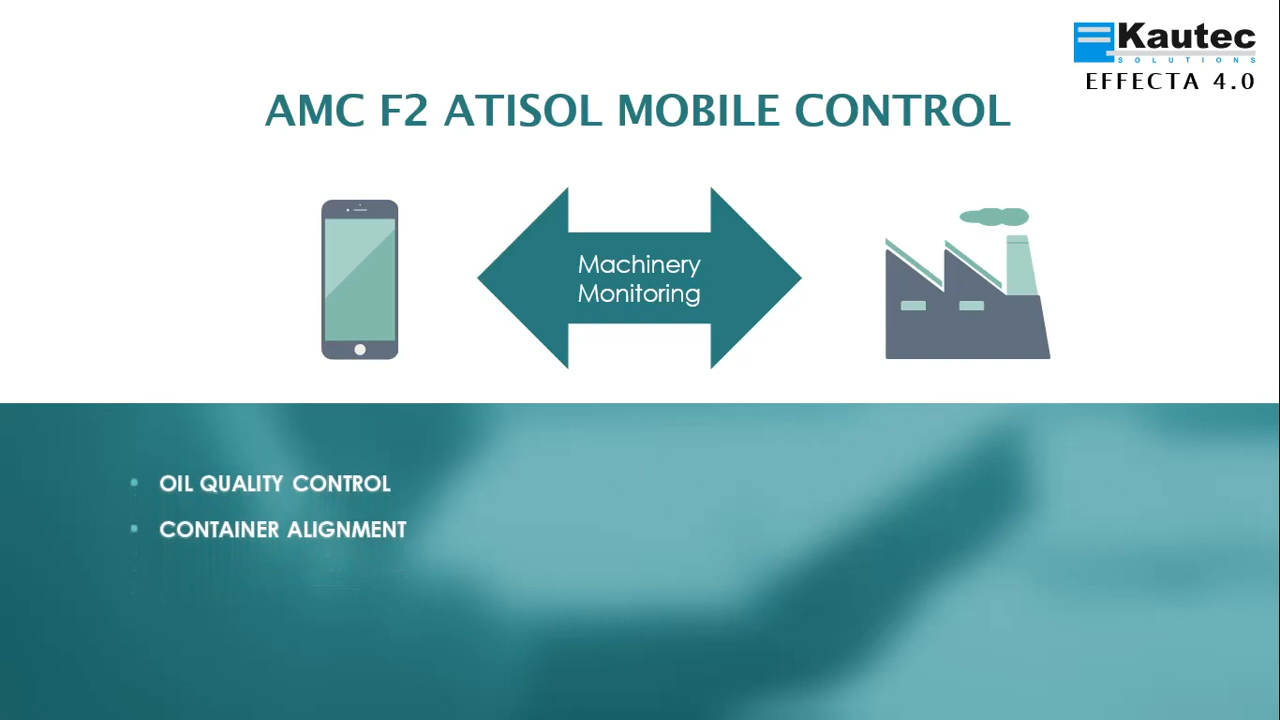 Kautec
SOLUTIONS
EFFECTA 4.0
AMC F2 ATISOL MOBILE CONTROL
Machinery
Monitoring
• OIL QUALITY CONTROL
• CONTAINER ALIGNMENT